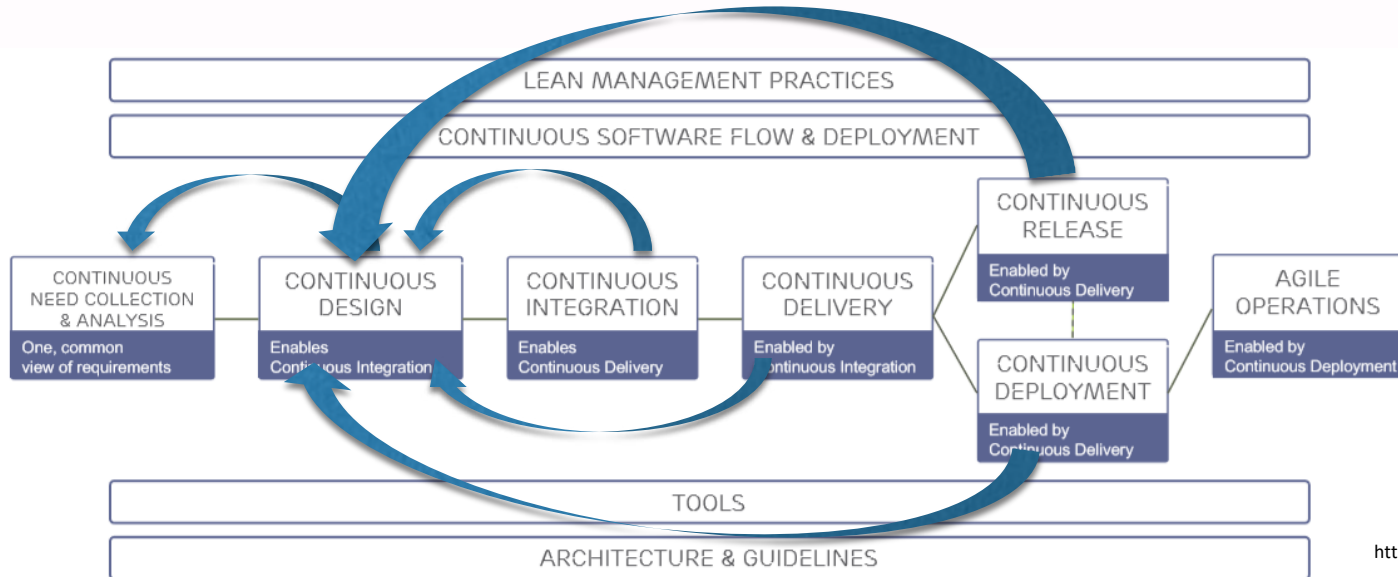 LEAN MANAGEMENT PRACTICES
CONTINUOUS SOFTWARE FLOW & DEPLOYMENT
CONTINUOUS
NEED COLLECTION
& ANALYSIS
One, common
view of requirements
CONTINUOUS
DESIGN
Enables
Continuous Integration
CONTINUOUS
INTEGRATION
Enables
Continuous Delivery
CONTINUOUS
DELIVERY
Enabled by
Continuous Integration
CONTINUOUS
RELEASE
Enabled by
Continuous Delivery
CONTINUOUS
DEPLOYMENT
Enabled by
Continuous Delivery
AGILE
OPERATIONS
Enabled by
Continuous Deployment
TOOLS
ARCHITECTURE & GUIDELINES
htt